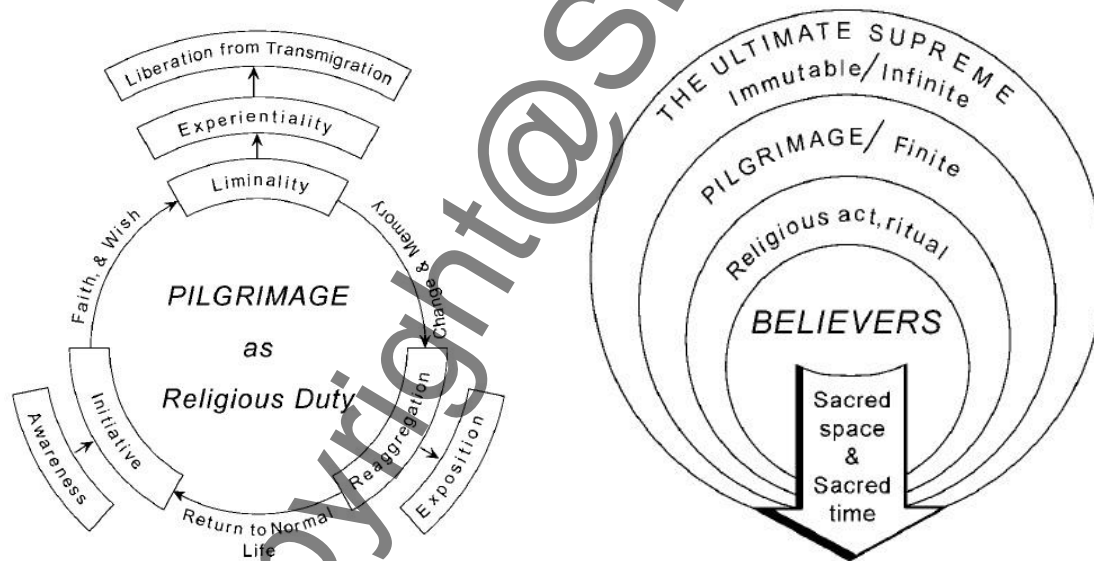 Liberation from Transmigration
Experientiality
Liminality
Faith, & Wish
Change & Memory
PILGRIMAGE
as
Religious Duty
Initiative
Awareness
Reaggregation
Exposition
Return to Normal
Life
THE ULTIMATE SUPREME
Immutable/Infinite
PILGRIMAGE/ Finite
Religious act, ritual
BELIEVERS
Sacred
space
&
Sacred
time